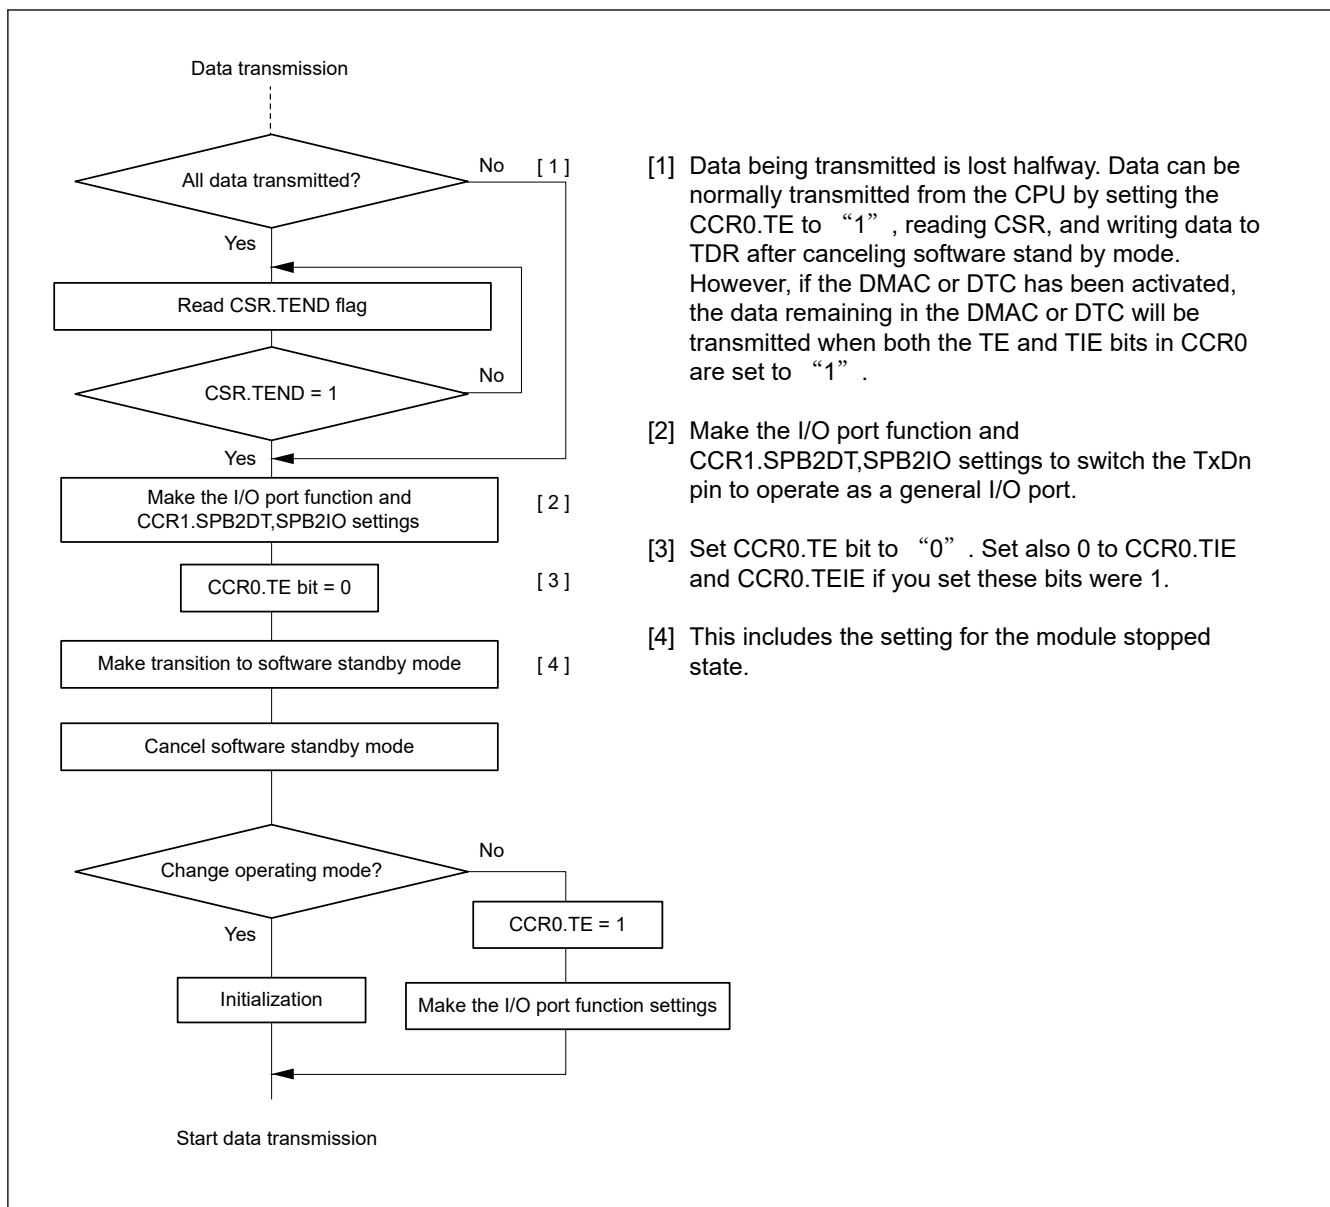 Data transmission
All data transmitted?
No [ 1 ]
Yes
Read CSR.TEND flag
CSR.TEND = 1
No
Yes
Make the I/O port function and
CCR1.SPB2DT,SPB2IO settings
[ 2 ]
CCR0.TE bit = 0
[ 3 ]
Make transition to software standby mode
[ 4 ]
Cancel software standby mode
Change operating mode?
No
Yes
CCR0.TE = 1
Initialization
Make the I/O port function settings
Start data transmission
[1] Data being transmitted is lost halfway. Data can be
normally transmitted from the CPU by setting the
CCR0.TE to “1”, reading CSR, and writing data to
TDR after canceling software stand by mode.
However, if the DMAC or DTC has been activated,
the data remaining in the DMAC or DTC will be
transmitted when both the TE and TIE bits in CCR0
are set to “1”.
[2] Make the I/O port function and
CCR1.SPB2DT,SPB2IO settings to switch the TxDn
pin to operate as a general I/O port.
[3] Set CCR0.TE bit to “0”. Set also 0 to CCR0.TIE
and CCR0.TEIE if you set these bits were 1.
[4] This includes the setting for the module stopped
state.